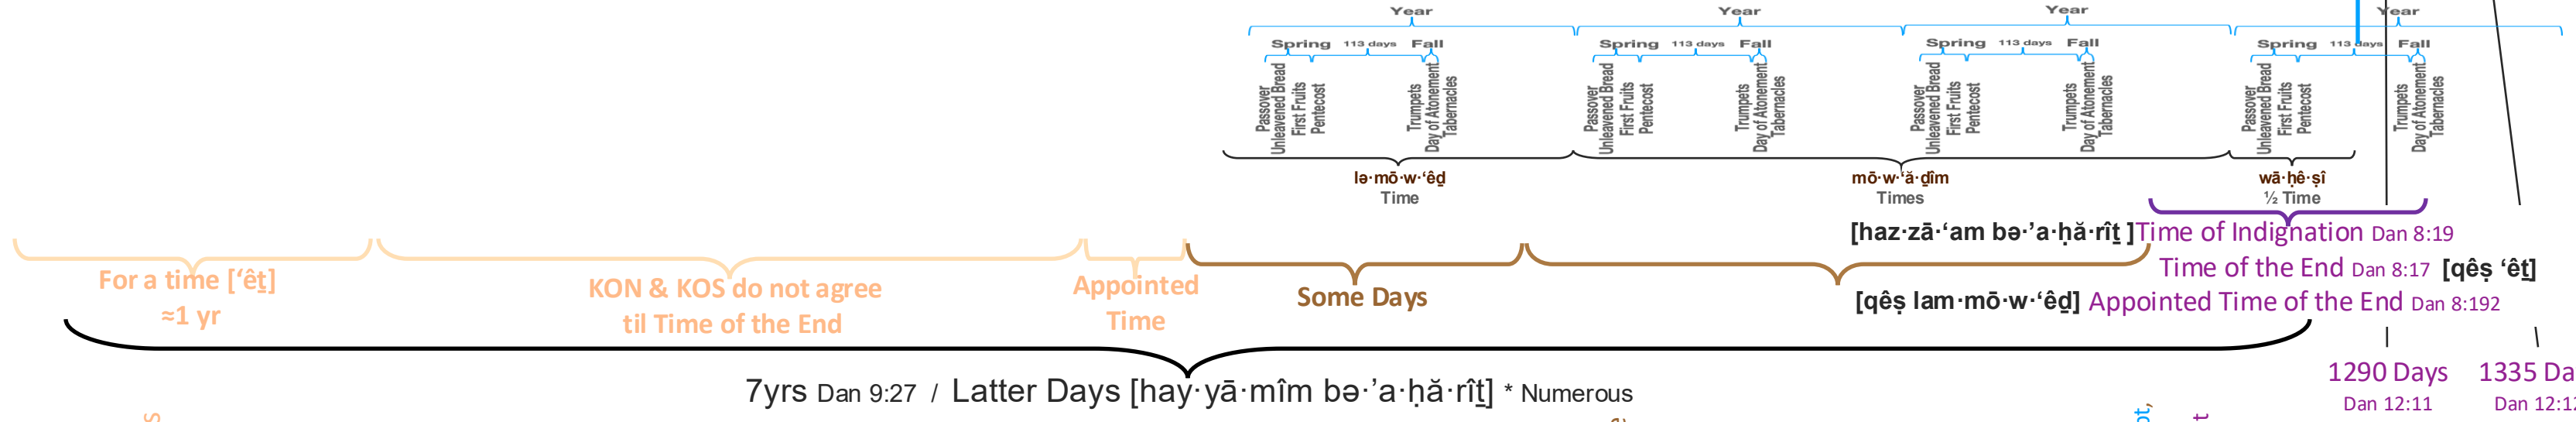 Year Year Year Year
Spring 113 days Fall Spring 113 days Fall Spring 113 days Fall Spring 113 days Fall
Passover
Unleavened Bread
First Fruits
Pentecost
Trumpets
Day of Atonement
Tabernacles
Passover
Unleavened Bread
First Fruits
Pentecost
Trumpets
Day of Atonement
Tabernacles
Passover
Unleavened Bread
First Fruits
Pentecost
Trumpets
Day of Atonement
Tabernacles
Passover
Unleavened Bread
First Fruits
Pentecost
Trumpets
Day of Atonement
Tabernacles
lə·mō·w·‘êḏ
Time
mō·w·‘ă·ḏîm
Times
wā·ḥê·ṣî
½ Time
[haz·zā·‘am bə·’a·ḥă·rîṯ ]Time of Indignation Dan 8:19
Time of the End Dan 8:17 [qêṣ ‘êṯ]
[qêṣ lam·mō·w·‘êḏ] Appointed Time of the End Dan 8:192
For a time [‘êṯ]
≈1 yr
KON & KOS do not agree
til Time of the End
Appointed
Time
Some Days
7yrs Dan 9:27 / Latter Days [hay·yā·mîm bə·’a·ḥă·rîṯ] * Numerous
1290 Days
Dan 12:11
1335 Da
Dan 12:12